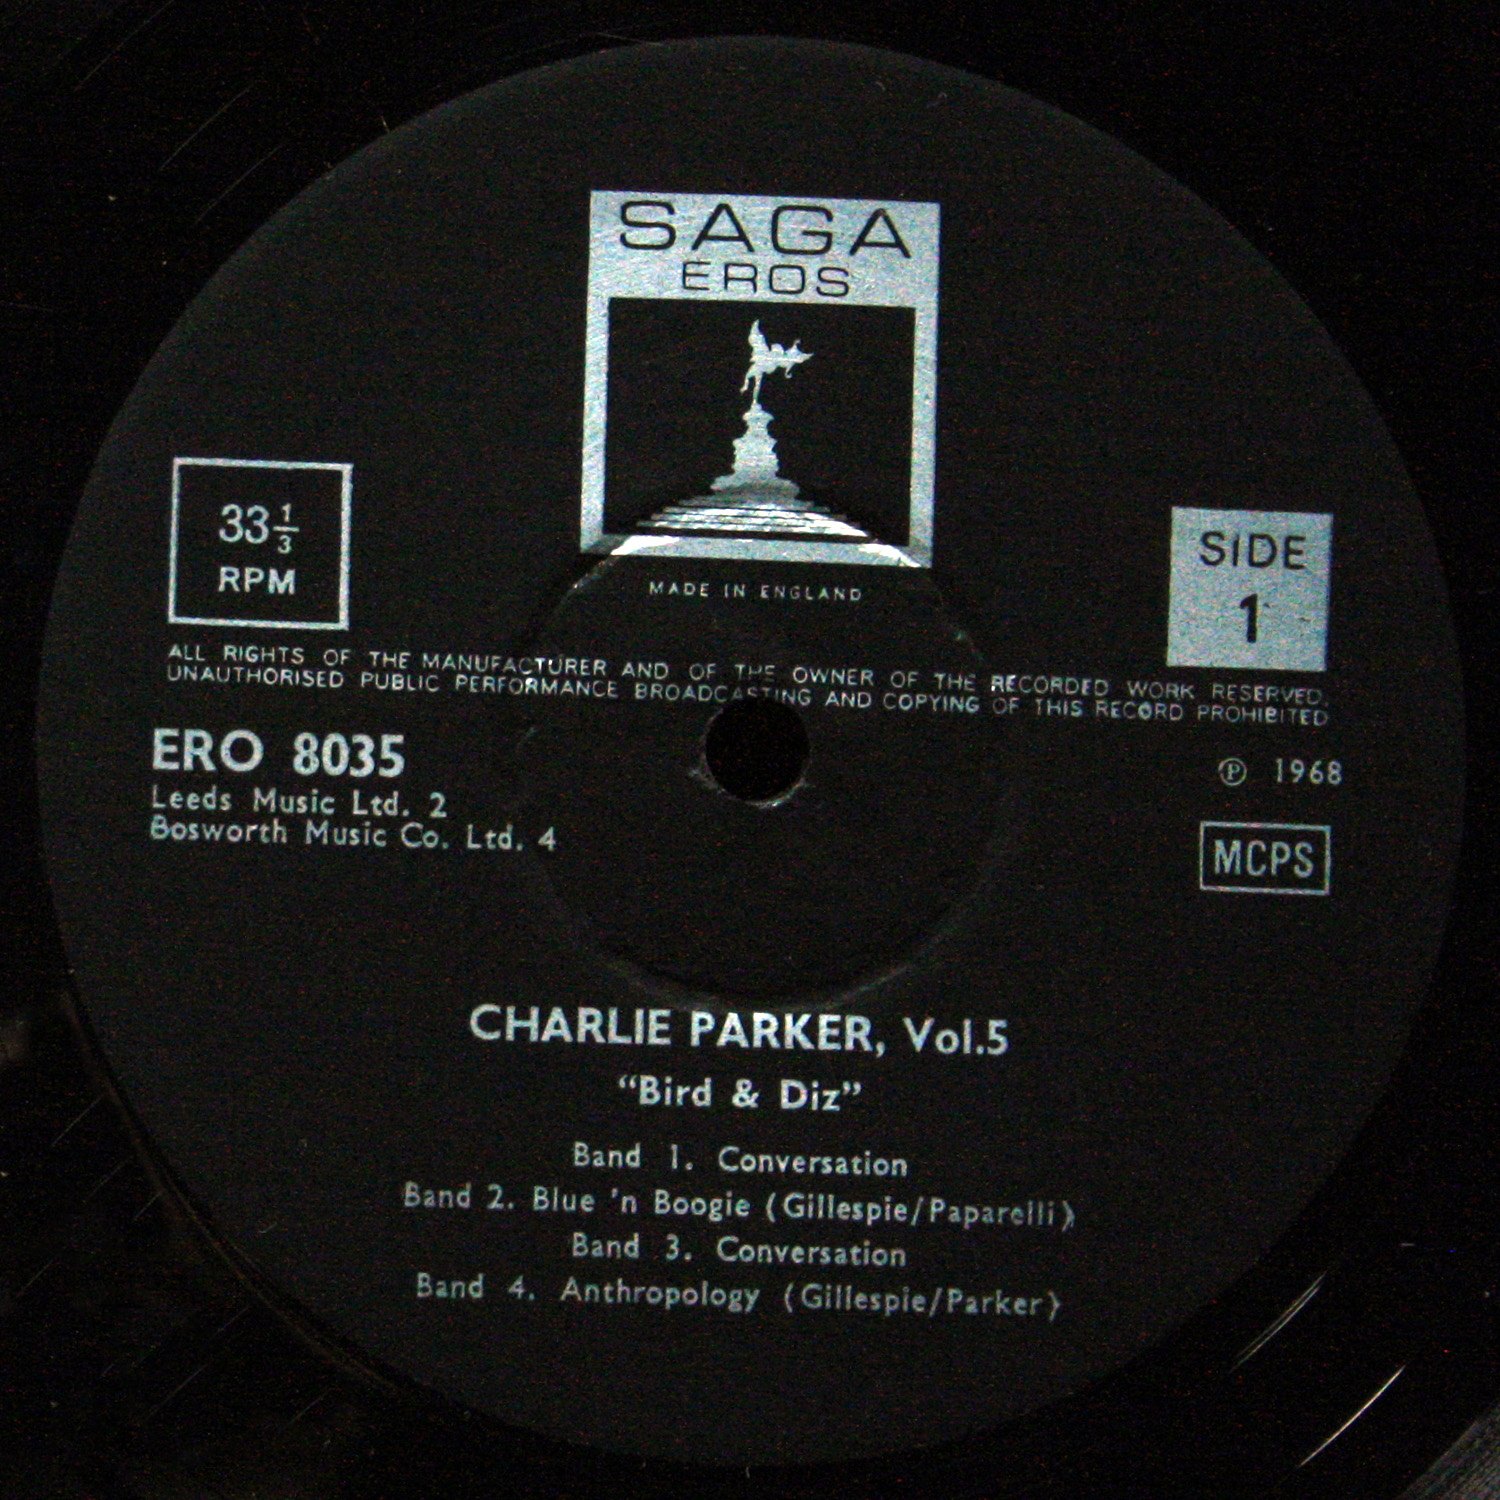 SAGA
EROS
33 1/3
RPM
SIDE
1
MADE IN ENGLAND
ALL RIGHTS OF THE MANUFACTURER AND OF THE OWNER OF THE RECORDED WORK RESERVED.
UNAUTHORISED PUBLIC PERFORMANCE BROADCASTING AND COPYING OF THIS RECORD PROHIBITED
ERO 8035
℗ 1968
Leeds Music Ltd. 2
Bosworth Music Co. Ltd. 4
MCPS
CHARLIE PARKER, Vol.5
“Bird & Diz”
Band 1. Conversation
Band 2. Blue 'n Boogie (Gillespie/Paparelli)
Band 3. Conversation
Band 4. Anthropology (Gillespie/Parker)